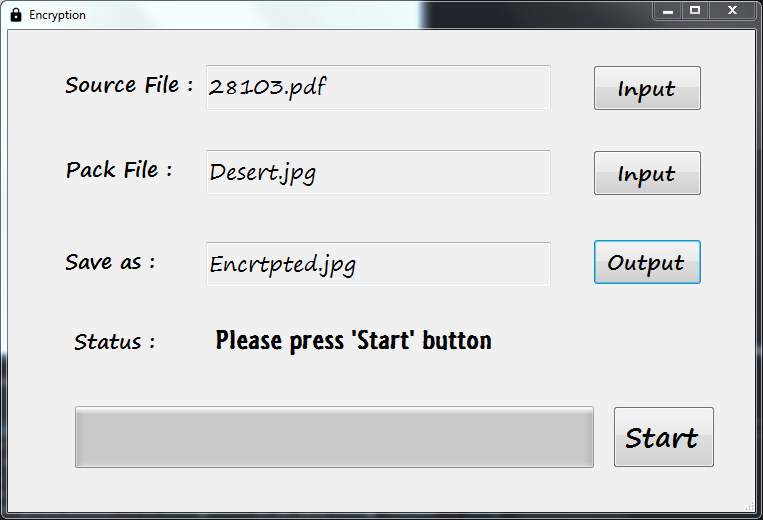 Encryption
Source File : 28103.pdf Input
Pack File : Desert.jpg Input
Save as : Encrtpted.jpg Output
Status : Please press 'Start' button
Start